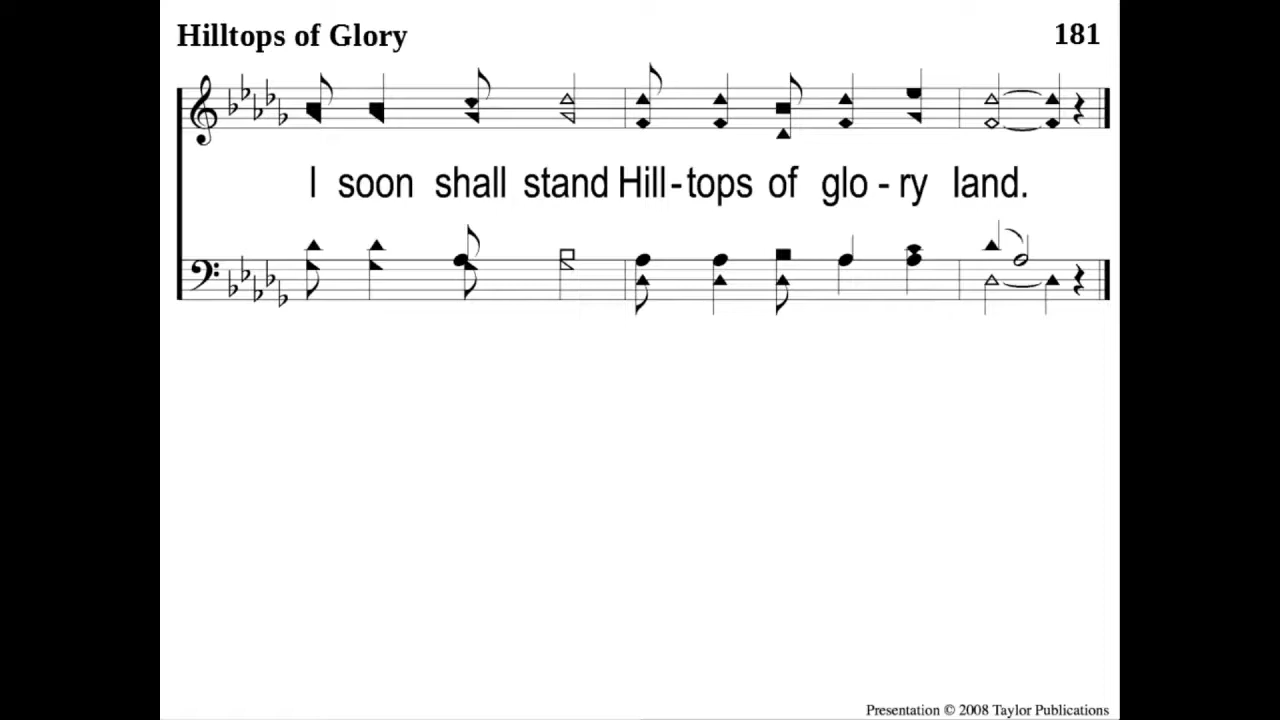 Hilltops of Glory 181
I soon shall stand Hill-tops of glo-ry land.
Presentation © 2008 Taylor Publications